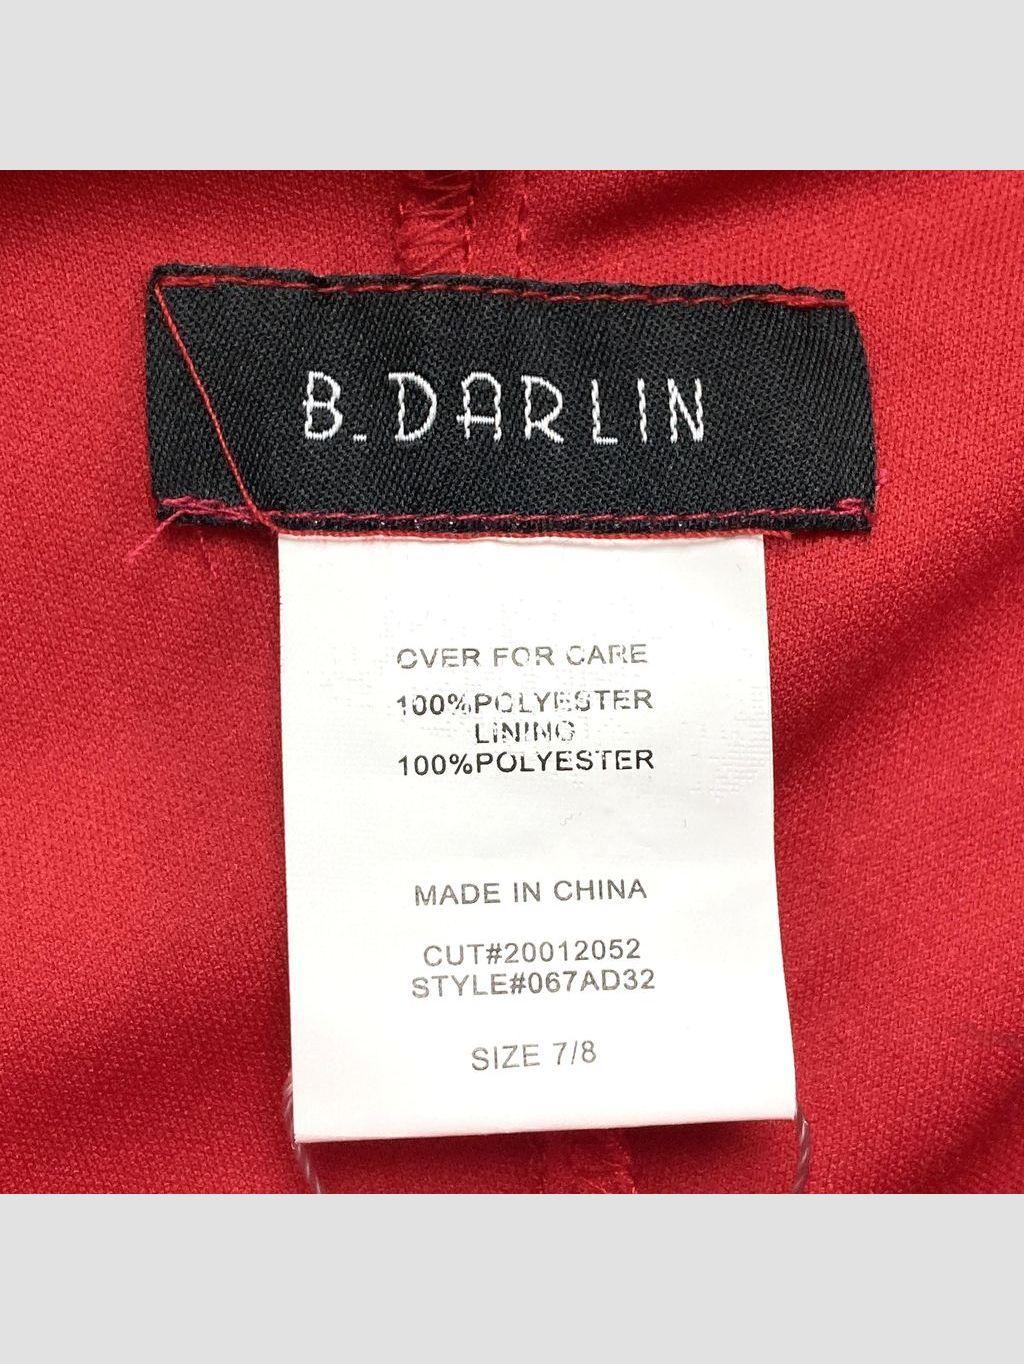 B. DARLIN
OVER FOR CARE
100%POLYESTER
LINING
100%POLYESTER
MADE IN CHINA
CUT#20012052
STYLE#067AD32
SIZE 7/8